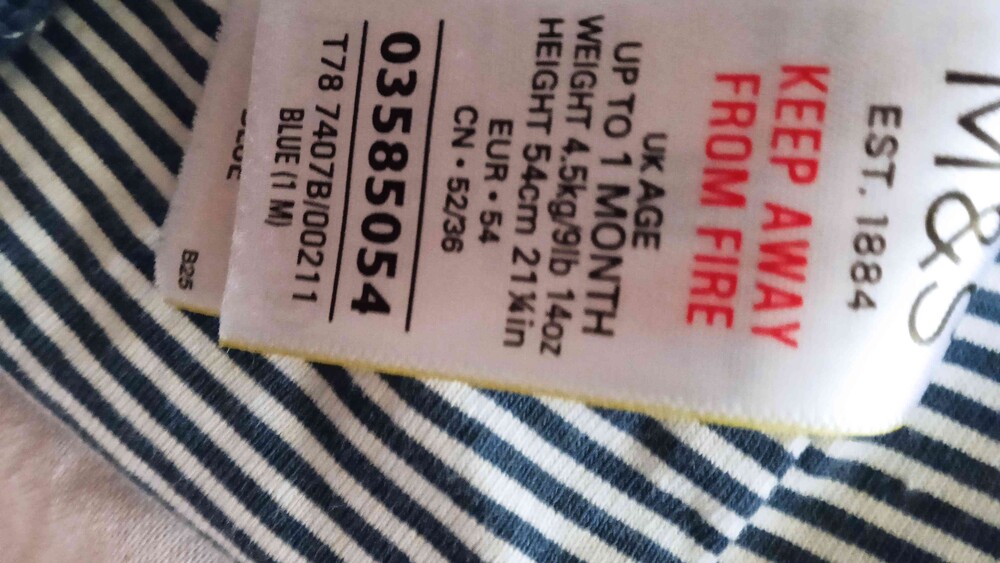 M&S
EST. 1884
KEEP AWAY
FROM FIRE
UK AGE
UP TO 1 MONTH
WEIGHT 4.5kg/9lb 14oz
HEIGHT 54cm 21¼in
EUR • 54
CN • 52/36
03585054
T78 7407B/00211
BLUE (1 M)
B25